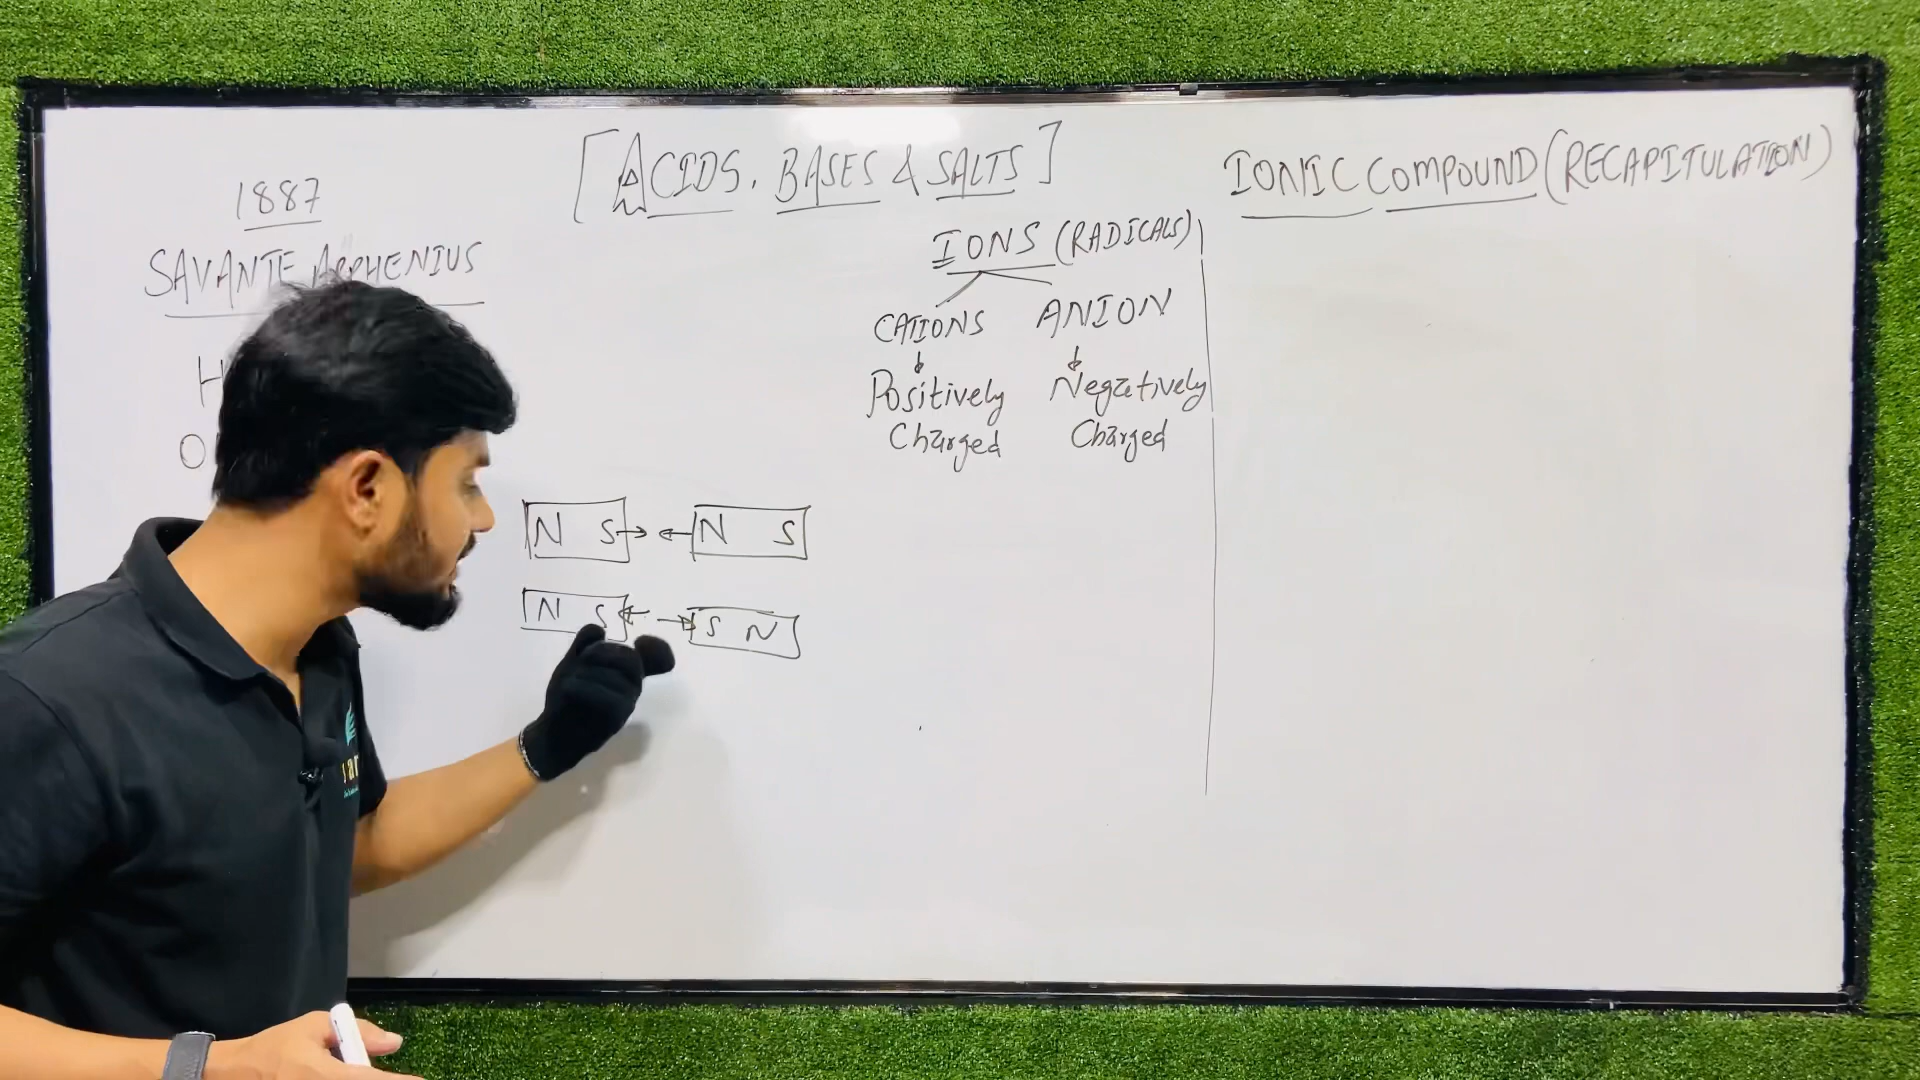 [ACIDS, BASES & SALTS]
1887
SAVANTE ARRHENIUS
H
O
IONS (RADICALS)
CATIONS ANION
Positively Negatively
Charged Charged
N S N S
N S S N
IONIC COMPOUND (RECAPITULATION)